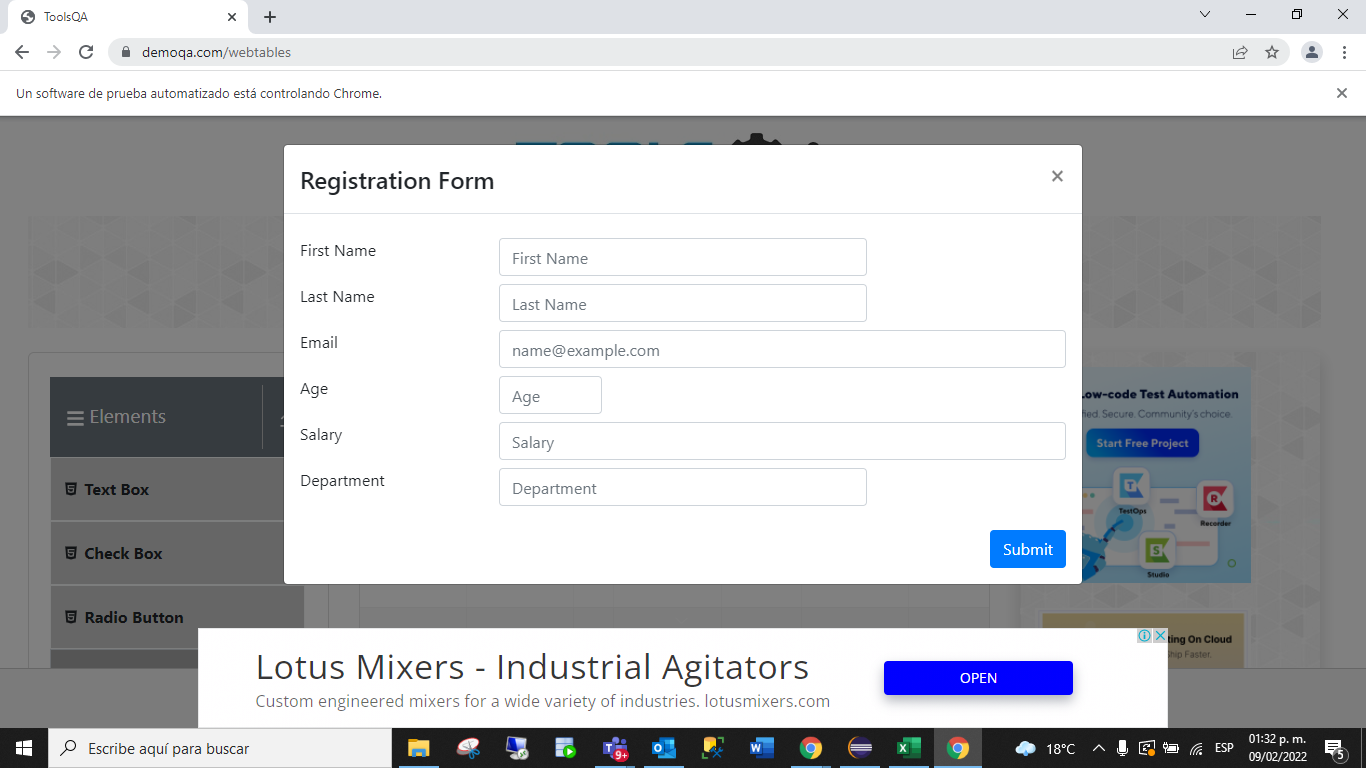 ToolsQA
demoqa.com/webtables
Un software de prueba automatizado está controlando Chrome.
Registration Form
First Name
First Name
Last Name
Last Name
Email
name@example.com
Age
Age
Salary
Salary
Department
Department
Submit
Elements
Text Box
Check Box
Radio Button
Low-code Test Automation
Secure. Community's choice.
Start Free Project
TestOps
Recorder
Studio
On Cloud
Ship Faster.
Lotus Mixers - Industrial Agitators
Custom engineered mixers for a wide variety of industries. lotusmixers.com
OPEN
Escribe aquí para buscar
9+
18°C
ESP
01:32 p. m.
09/02/2022
5